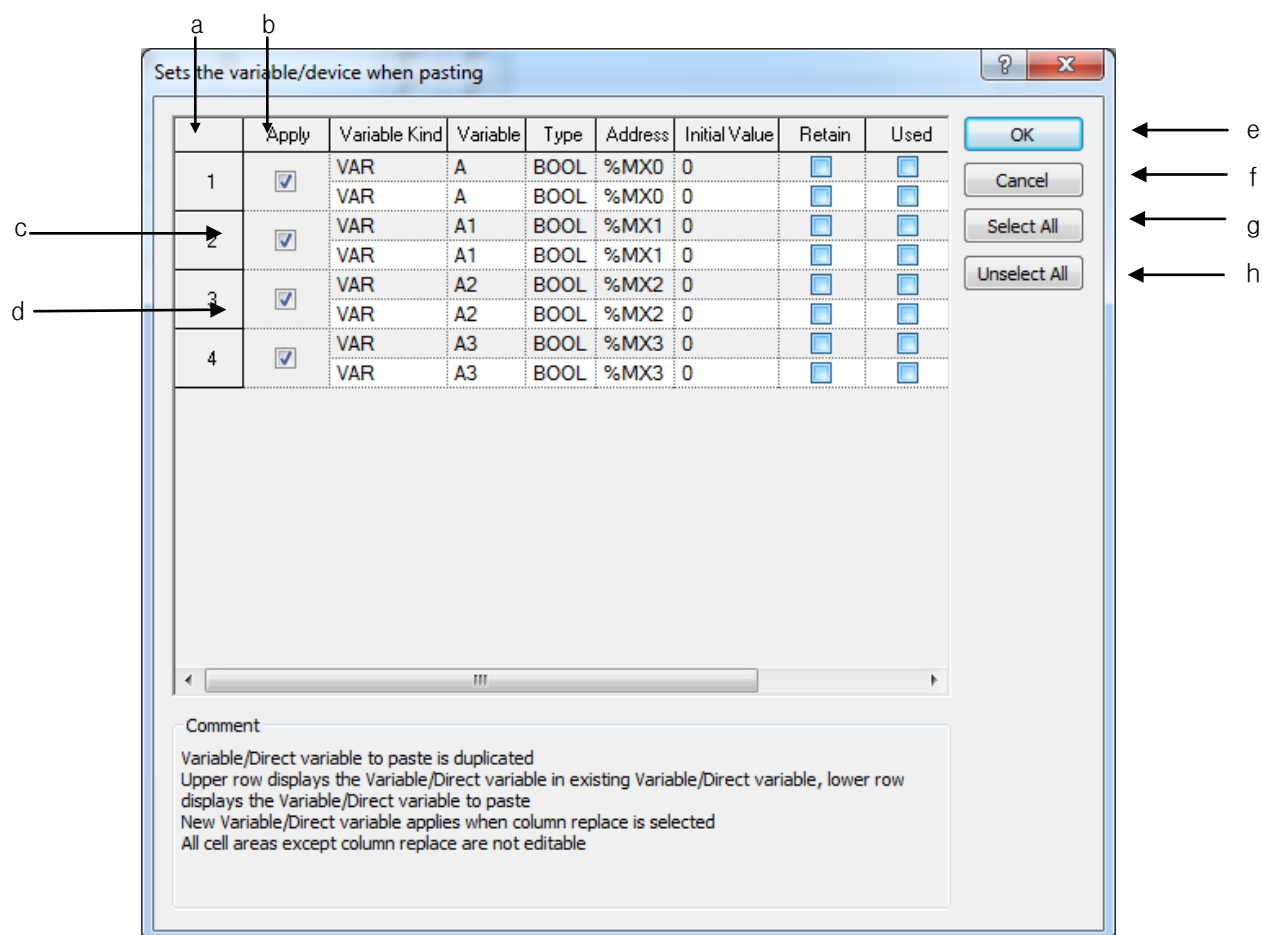 a b
Sets the variable/device when pasting
Apply Variable Kind Variable Type Address Initial Value Retain Used
1 VAR A BOOL %MX0 0
VAR A BOOL %MX0 0
2 VAR A1 BOOL %MX1 0
VAR A1 BOOL %MX1 0
3 VAR A2 BOOL %MX2 0
VAR A2 BOOL %MX2 0
4 VAR A3 BOOL %MX3 0
VAR A3 BOOL %MX3 0
c
d
OK e
Cancel f
Select All g
Unselect All h
Comment
Variable/Direct variable to paste is duplicated
Upper row displays the Variable/Direct variable in existing Variable/Direct variable, lower row
displays the Variable/Direct variable to paste
New Variable/Direct variable applies when column replace is selected
All cell areas except column replace are not editable